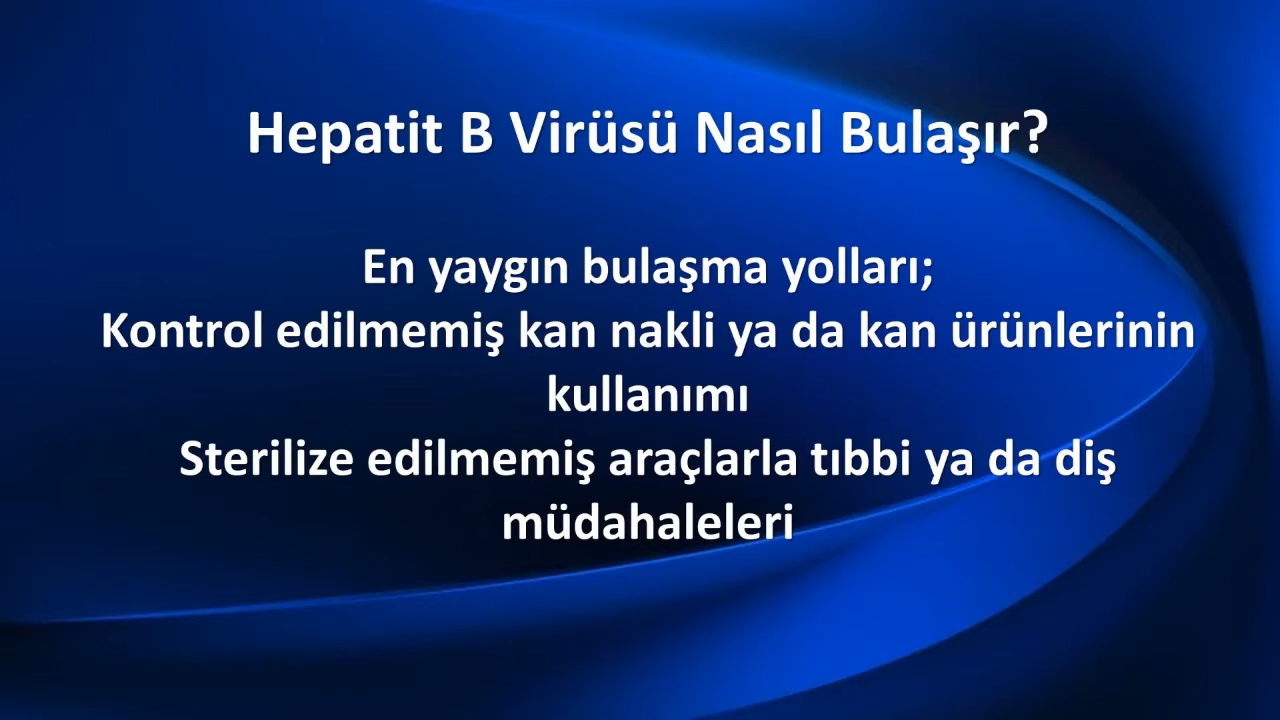 Hepatit B Virüsü Nasıl Bulaşır?
En yaygın bulaşma yolları;
Kontrol edilmemiş kan nakli ya da kan ürünlerinin
kullanımı
Sterilize edilmemiş araçlarla tıbbi ya da diş
müdahaleleri